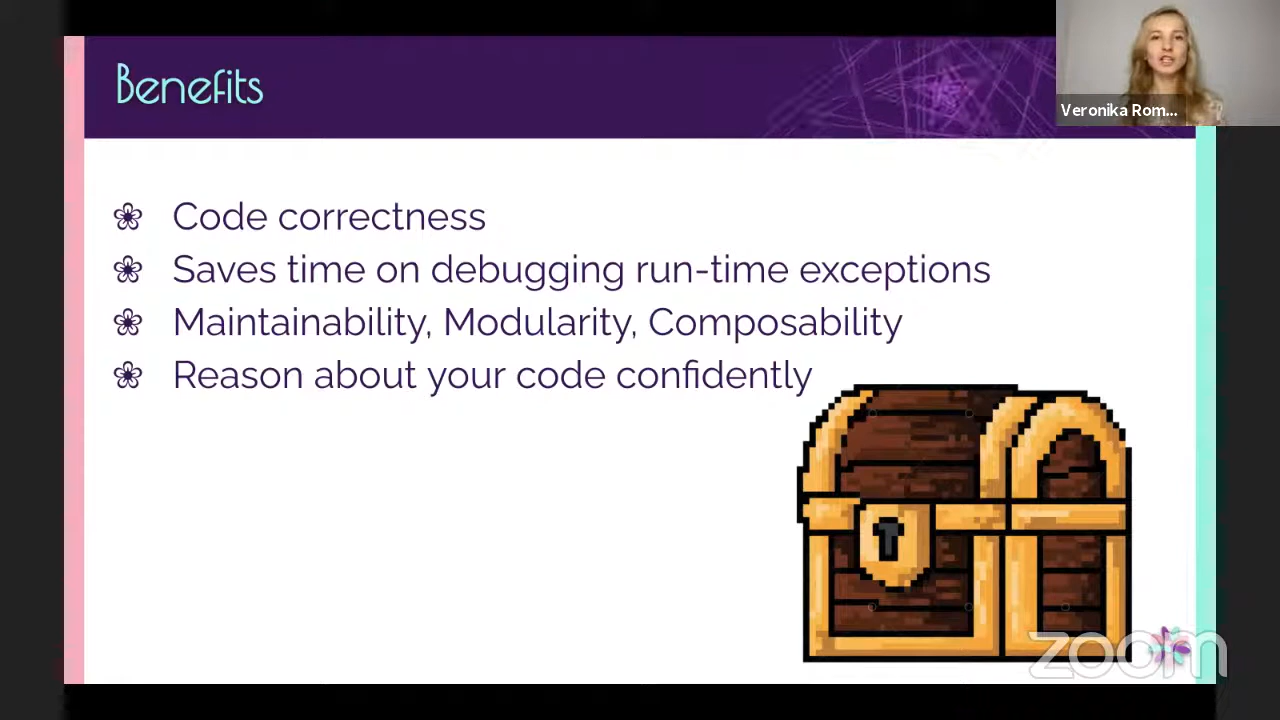 Benefits
Veronika Rom...
Code correctness
Saves time on debugging run-time exceptions
Maintainability, Modularity, Composability
Reason about your code confidently
zoom